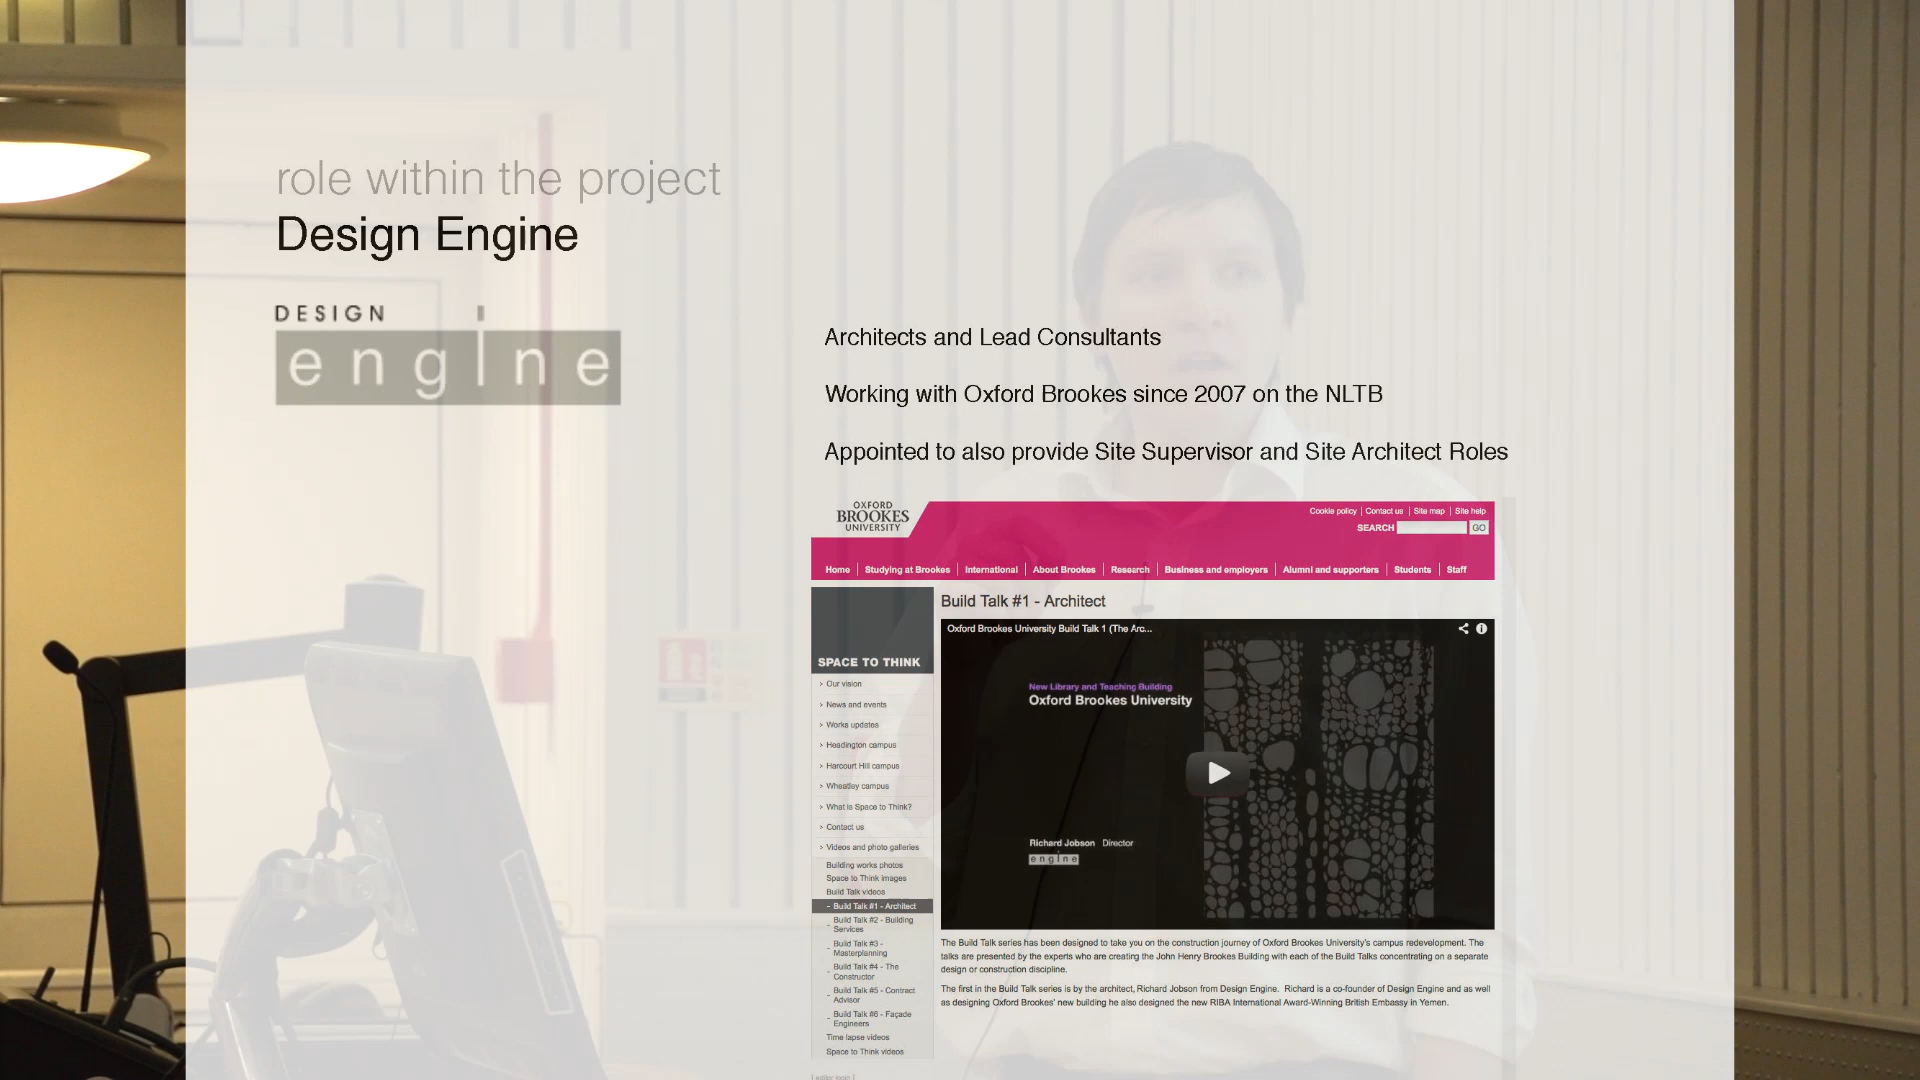 role within the project
Design Engine
DESIGN
engine
Architects and Lead Consultants
Working with Oxford Brookes since 2007 on the NLTB
Appointed to also provide Site Supervisor and Site Architect Roles
OXFORD
BROOKES
UNIVERSITY
Cookie policy | Contact us | Site map | Site help
SEARCH GO
Home | Studying at Brookes | International | About Brookes | Research | Business and employers | Alumni and supporters | Students | Staff
SPACE TO THINK
> Our vision
> News and events
> Works updates
> Headington campus
> Harcourt Hill campus
> Wheatley campus
> What is Space to Think?
> Contact us
> Videos and photo galleries
Building works photos
Space to Think images
Build Talk videos
- Build Talk #1 - Architect
- Build Talk #2 - Building
Services
- Build Talk #3 -
Masterplanning
- Build Talk #4 - The
Constructor
- Build Talk #5 - Contract
Advisor
- Build Talk #6 - Façade
Engineers
Time lapse videos
Space to Think videos
[ editor login ]
Build Talk #1 - Architect
Oxford Brookes University Build Talk 1 (The Arc...
New Library and Teaching Building
Oxford Brookes University
Richard Jobson Director
engine
The Build Talk series has been designed to take you on the construction journey of Oxford Brookes University's campus redevelopment. The
talks are presented by the experts who are creating the John Henry Brookes Building with each of the Build Talks concentrating on a separate
design or construction discipline.
The first in the Build Talk series is by the architect, Richard Jobson from Design Engine. Richard is a co-founder of Design Engine and as well
as designing Oxford Brookes' new building he also designed the new RIBA International Award-Winning British Embassy in Yemen.